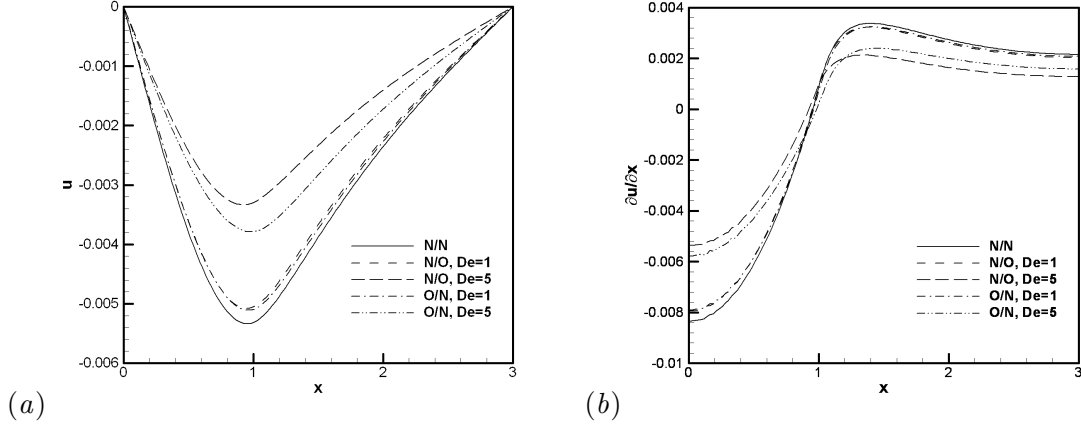 0
-0.001
-0.002
-0.003
-0.004
-0.005
-0.006
u
0 1 2 3
x
N/N
N/O, De=1
N/O, De=5
O/N, De=1
O/N, De=5
(a)
0.004
0.002
0
-0.002
-0.004
-0.006
-0.008
-0.01
∂u/∂x
0 1 2 3
x
N/N
N/O, De=1
N/O, De=5
O/N, De=1
O/N, De=5
(b)